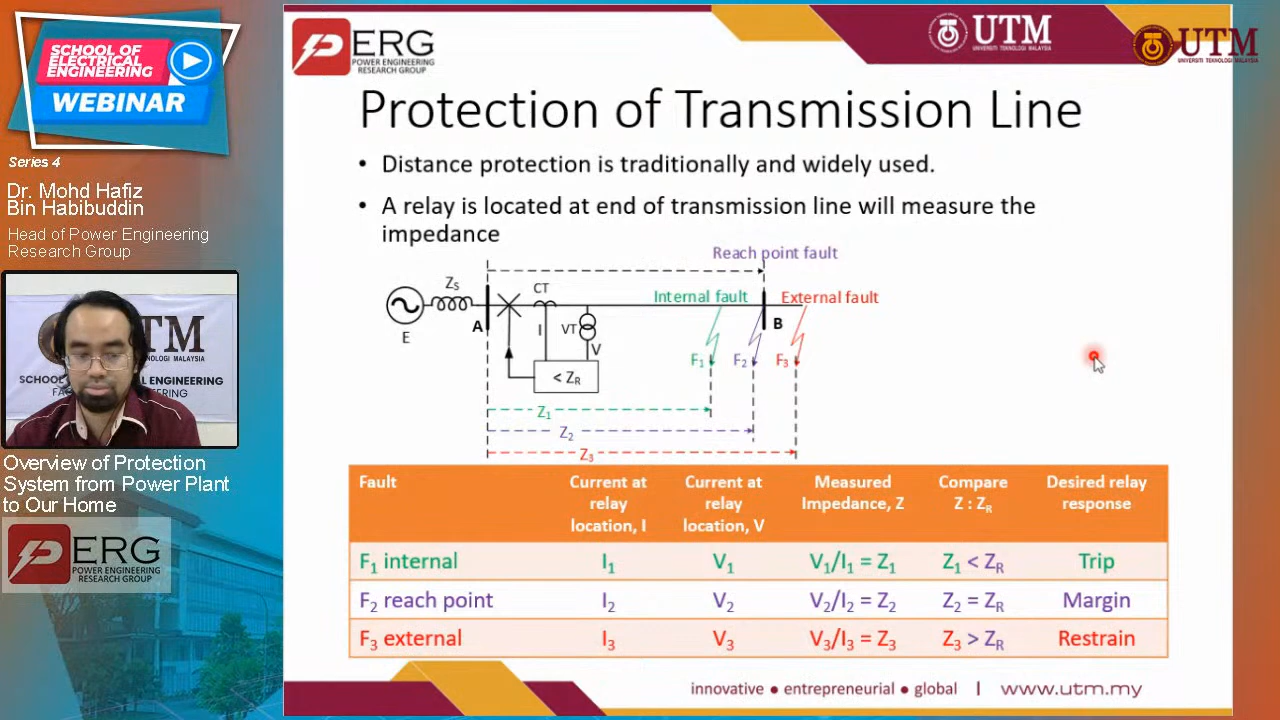 SCHOOL OF
ELECTRICAL
ENGINEERING
WEBINAR
Series 4
Dr. Mohd Hafiz
Bin Habibuddin
Head of Power Engineering
Research Group
UTM
UNIVERSITI TEKNOLOGI MALAYSIA
Overview of Protection
System from Power Plant
to Our Home
PERG
POWER ENGINEERING
RESEARCH GROUP
PERG
POWER ENGINEERING
RESEARCH GROUP
UTM
UNIVERSITI TEKNOLOGI MALAYSIA
UTM
UNIVERSITI TEKNOLOGI MALAYSIA
Protection of Transmission Line
• Distance protection is traditionally and widely used.
• A relay is located at end of transmission line will measure the
impedance
Reach point fault
Zs CT Internal fault External fault
A I VT B
E V
< ZR F1 F2 F3
Z1
Z2
Z3
Fault Current at relay location, I Current at relay location, V Measured Impedance, Z Compare Z : ZR Desired relay response
F1 internal I1 V1 V1/I1 = Z1 Z1 < ZR Trip
F2 reach point I2 V2 V2/I2 = Z2 Z2 = ZR Margin
F3 external I3 V3 V3/I3 = Z3 Z3 > ZR Restrain
innovative ● entrepreneurial ● global | www.utm.my